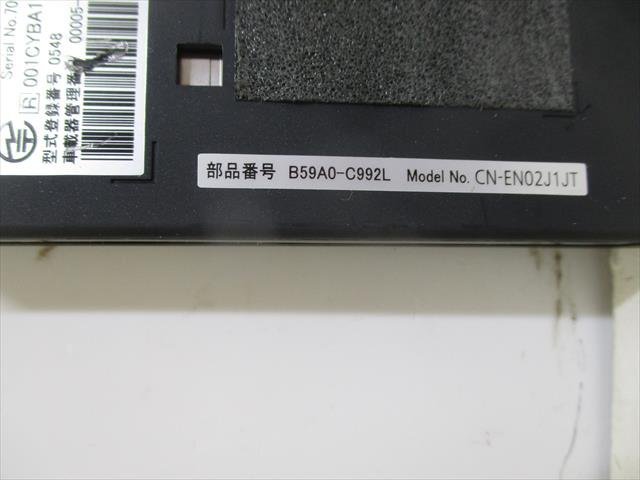 Serial No.70
R 001CYBA1
型式登録番号 0548
車載器管理番 00005-
部品番号 B59A0-C992L Model No. CN-EN02J1JT